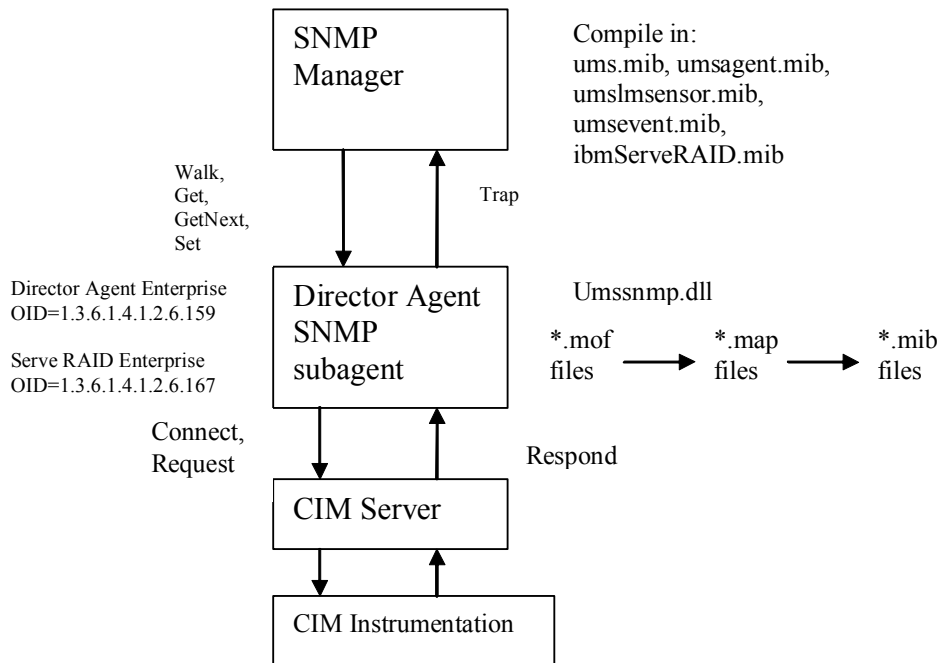 SNMP
Manager
Compile in:
ums.mib, umsagent.mib,
umslmsensor.mib,
umsevent.mib,
ibmServeRAID.mib
Walk,
Get,
GetNext,
Set
Trap
Director Agent Enterprise
OID=1.3.6.1.4.1.2.6.159
Serve RAID Enterprise
OID=1.3.6.1.4.1.2.6.167
Director Agent
SNMP
subagent
Umssnmp.dll
*.mof
files
*.map
files
*.mib
files
Connect,
Request
Respond
CIM Server
CIM Instrumentation